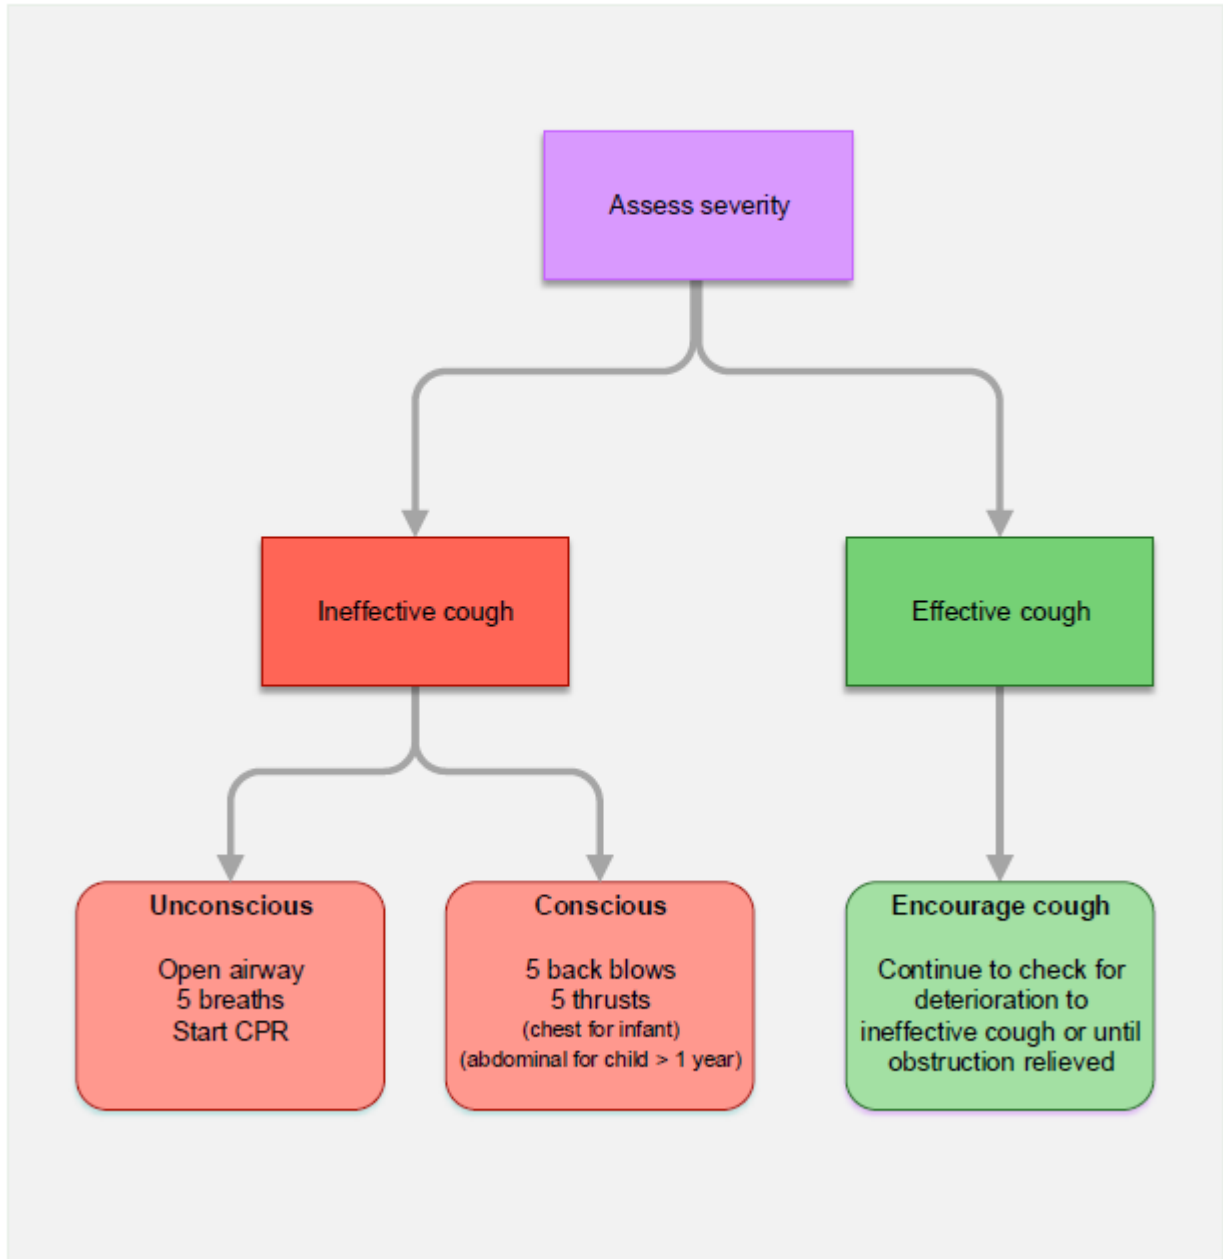 Assess severity
Ineffective cough
Effective cough
Unconscious
Open airway
5 breaths
Start CPR
Conscious
5 back blows
5 thrusts
(chest for infant)
(abdominal for child > 1 year)
Encourage cough
Continue to check for
deterioration to
ineffective cough or until
obstruction relieved